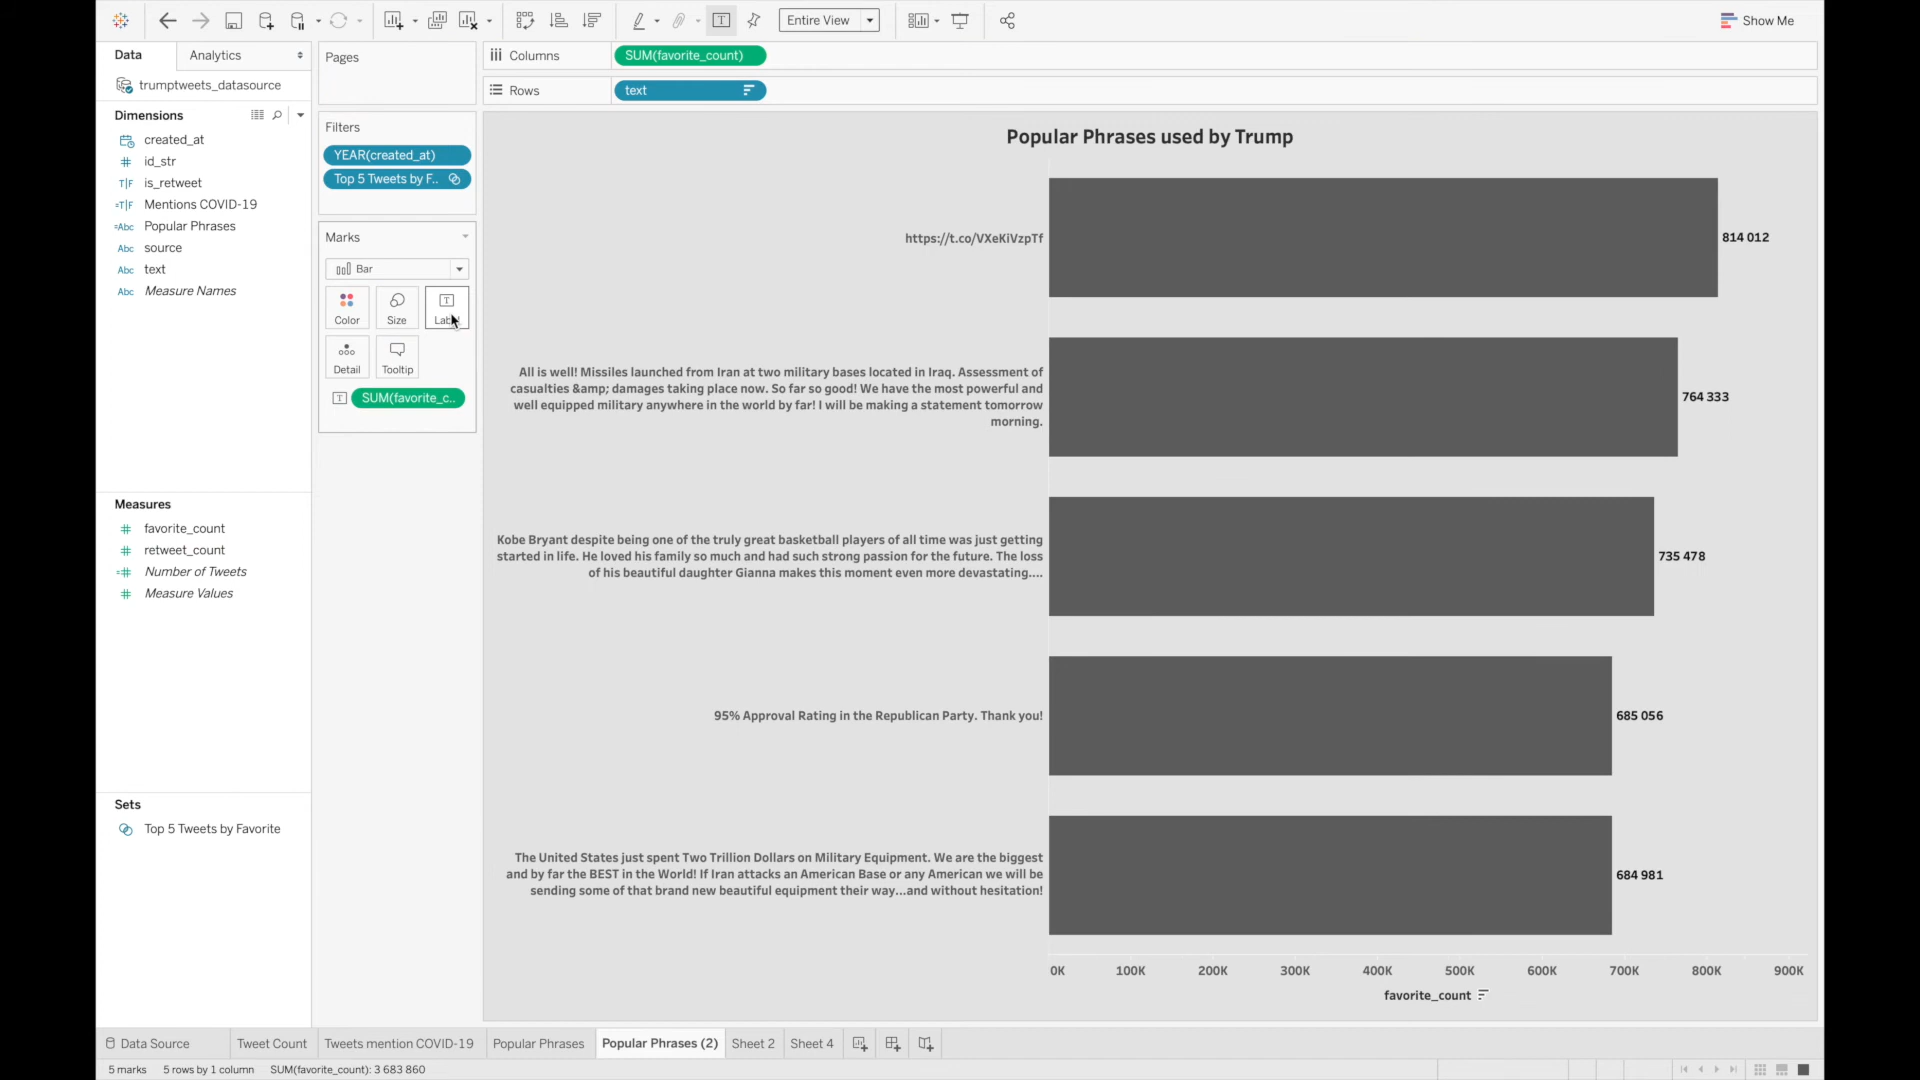 Entire View
Show Me
Data
Analytics
trumptweets_datasource
Dimensions
created_at
id_str
T|F is_retweet
=T|F Mentions COVID-19
=Abc Popular Phrases
Abc source
Abc text
Abc Measure Names
Measures
favorite_count
retweet_count
Number of Tweets
Measure Values
Sets
Top 5 Tweets by Favorite
Pages
Filters
YEAR(created_at)
Top 5 Tweets by F..
Marks
Bar
Color
Size
Detail
Tooltip
SUM(favorite_c..
Columns
SUM(favorite_count)
Rows
text
Popular Phrases used by Trump
https://t.co/VXeKiVzpTf
814 012
All is well! Missiles launched from Iran at two military bases located in Iraq. Assessment of
casualties &amp; damages taking place now. So far so good! We have the most powerful and
well equipped military anywhere in the world by far! I will be making a statement tomorrow
morning.
764 333
Kobe Bryant despite being one of the truly great basketball players of all time was just getting
started in life. He loved his family so much and had such strong passion for the future. The loss
of his beautiful daughter Gianna makes this moment even more devastating....
735 478
95% Approval Rating in the Republican Party. Thank you!
685 056
The United States just spent Two Trillion Dollars on Military Equipment. We are the biggest
and by far the BEST in the World! If Iran attacks an American Base or any American we will be
sending some of that brand new beautiful equipment their way...and without hesitation!
684 981
0K 100K 200K 300K 400K 500K 600K 700K 800K 900K
favorite_count
Data Source
Tweet Count
Tweets mention COVID-19
Popular Phrases
Popular Phrases (2)
Sheet 2
Sheet 4
5 marks
5 rows by 1 column
SUM(favorite_count): 3 683 860